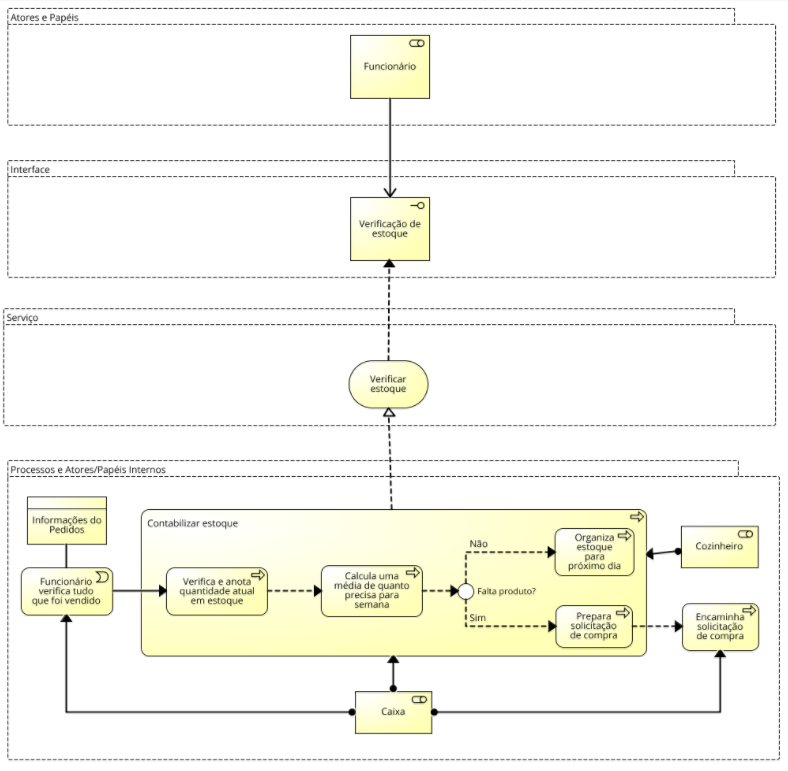 Atores e Papéis
Funcionário
Interface
Verificação de
estoque
Serviço
Verificar
estoque
Processos e Atores/Papéis Internos
Informações do
Pedidos
Funcionário
verifica tudo
que foi vendido
Contabilizar estoque
Verifica e anota
quantidade atual
em estoque
Calcula uma
média de quanto
precisa para
semana
Falta produto?
Não
Organiza
estoque
para
próximo dia
Sim
Prepara
solicitação
de compra
Cozinheiro
Encaminha
solicitação
de compra
Caixa